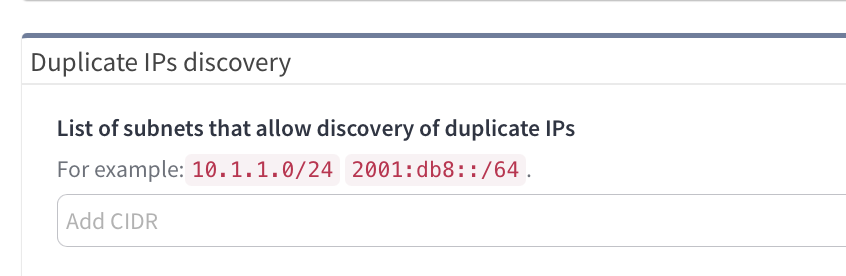 Duplicate IPs discovery
List of subnets that allow discovery of duplicate IPs
For example: 10.1.1.0/24 2001:db8::/64.
Add CIDR